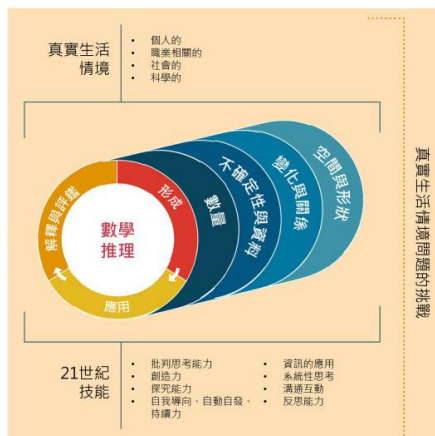 真實生活
情境
• 個人的
• 職業相關的
• 社會的
• 科學的
數學
推理
解釋與評鑑
形成
應用
數量
不確定性與資料
變化與關係
空間與形狀
真實生活情境問題的挑戰
21世紀
技能
• 批判思考能力
• 創造力
• 探究能力
• 自我導向、自動自發、
持續力
• 資訊的應用
• 系統性思考
• 溝通互動
• 反思能力